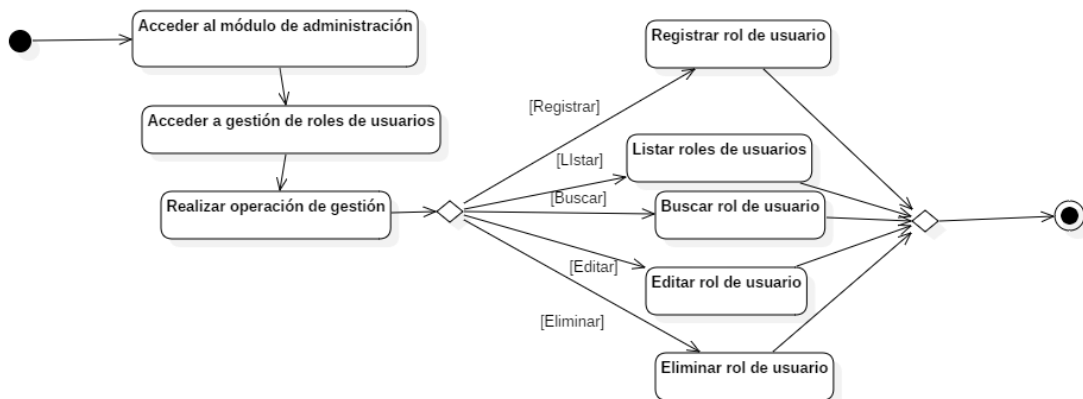 Acceder al módulo de administración
Registrar rol de usuario
[Registrar]
Acceder a gestión de roles de usuarios
Listar roles de usuarios
[LIstar]
[Buscar]
Realizar operación de gestión
Buscar rol de usuario
[Editar]
Editar rol de usuario
[Eliminar]
Eliminar rol de usuario